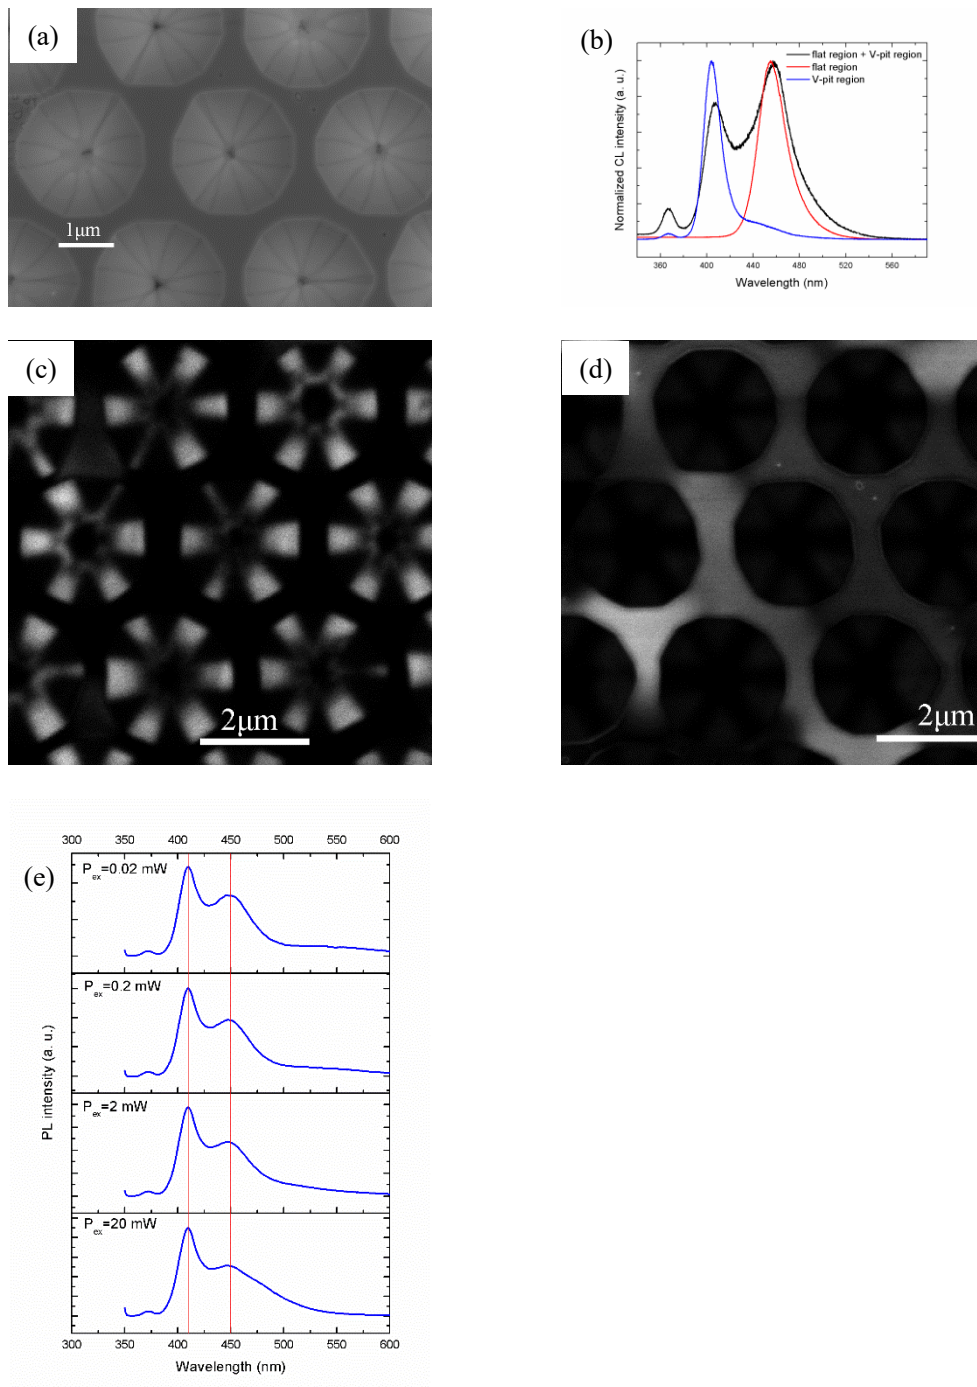 (a)
1μm
(b)
flat region + V-pit region
flat region
V-pit region
Normalized CL intensity (a. u.)
360 400 440 480 520 560
Wavelength (nm)
(c)
2μm
(d)
2μm
(e)
300 350 400 450 500 550 600
Pex=0.02 mW
Pex=0.2 mW
Pex=2 mW
Pex=20 mW
PL intensity (a. u.)
300 350 400 450 500 550 600
Wavelength (nm)